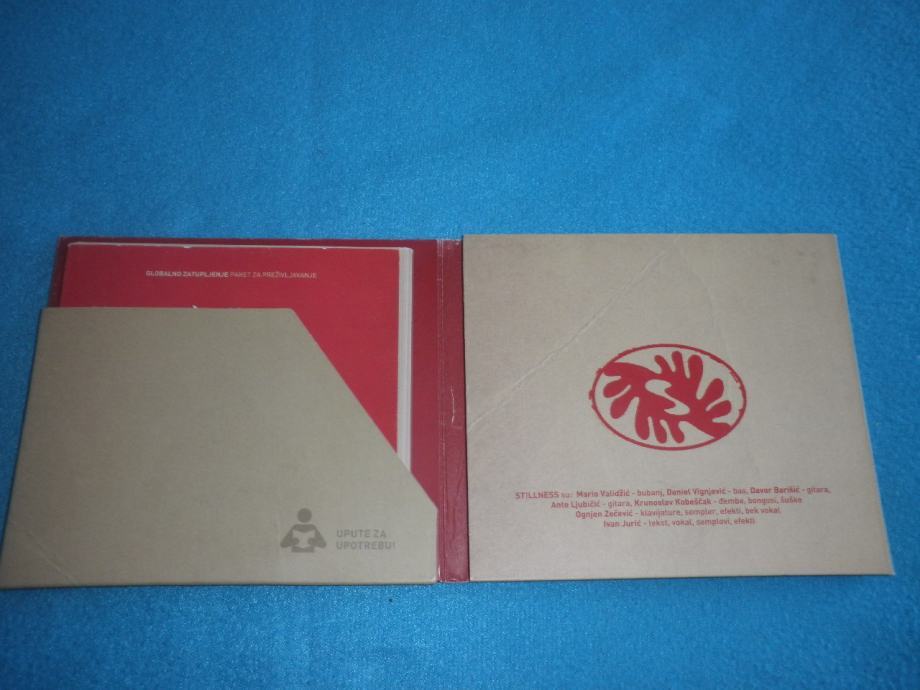 GLOBALNO ZATUPLJENJE PAKET ZA PREŽIVLJAVANJE
UPUTE ZA
UPOTREBU!
STILLNESS su: Mario Validžić - bubanj, Daniel Vignjević - bas, Davor Barišić - gitara,
Ante Ljubičić - gitara, Krunoslav Kobeščak - đembe, bongosi, šuške
Ognjen Zečević - klavijature, sempler, efekti, bek vokal
Ivan Jurić - tekst, vokal, semplovi, efekti